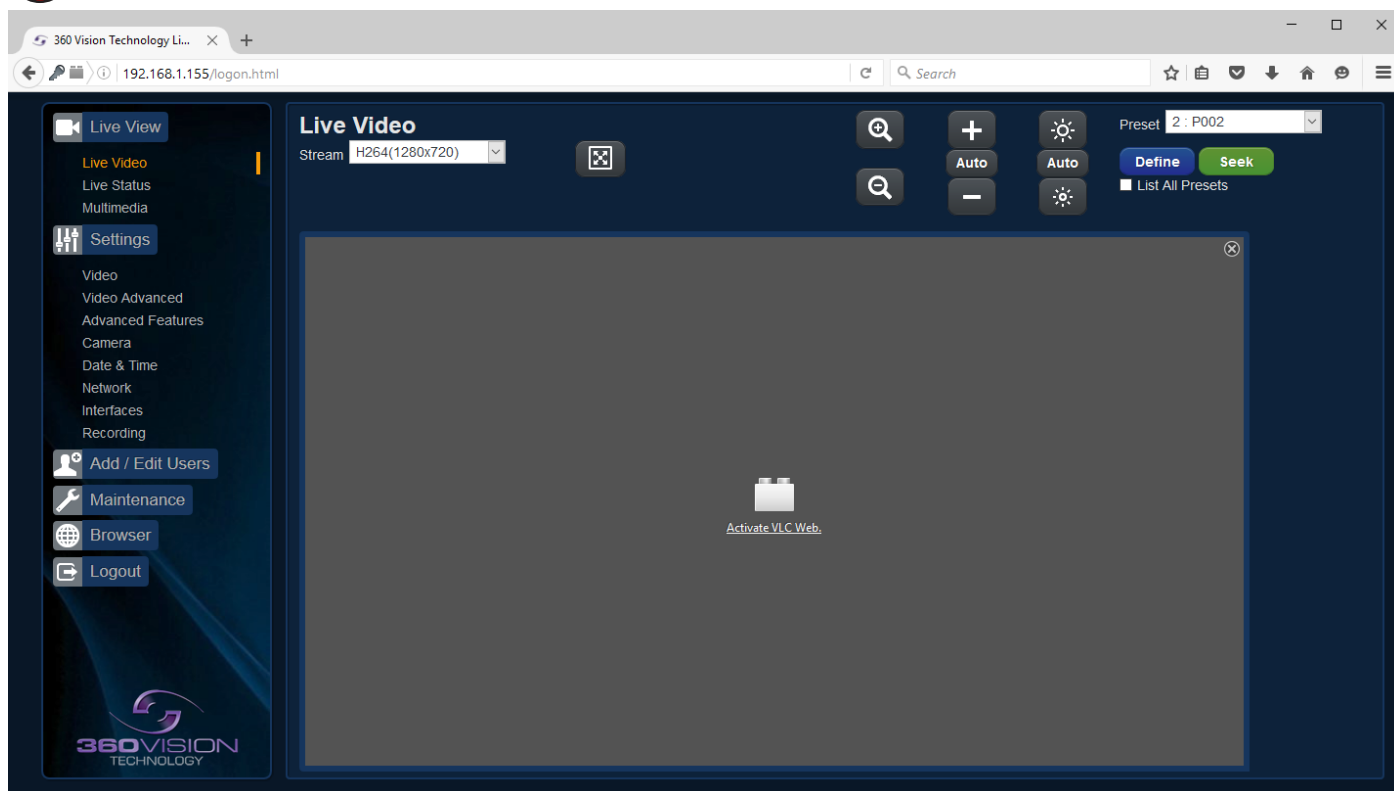 360 Vision Technology Li...
192.168.1.155/logon.html
Search
Live View
Live Video
Live Status
Multimedia
Settings
Video
Video Advanced
Advanced Features
Camera
Date & Time
Network
Interfaces
Recording
Add / Edit Users
Maintenance
Browser
Logout
360VISION
TECHNOLOGY
Live Video
Stream H264(1280x720)
Auto
Auto
Preset 2 : P002
Define Seek
List All Presets
Activate VLC Web.